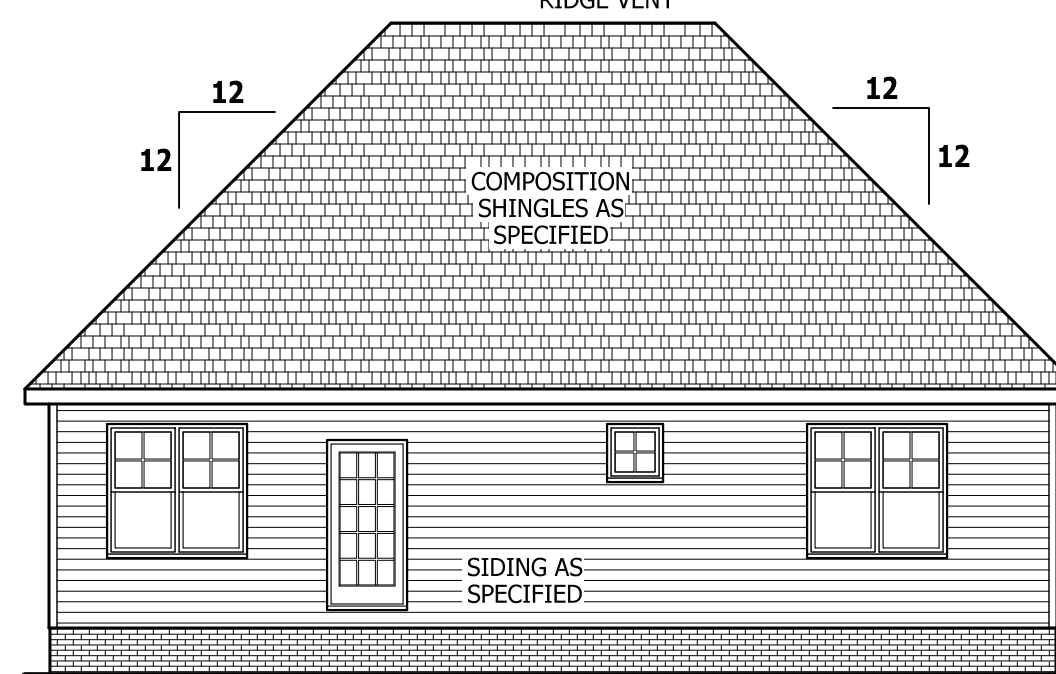 RIDGE VENT
12
12
12
12
COMPOSITION
SHINGLES AS
SPECIFIED
SIDING AS
SPECIFIED